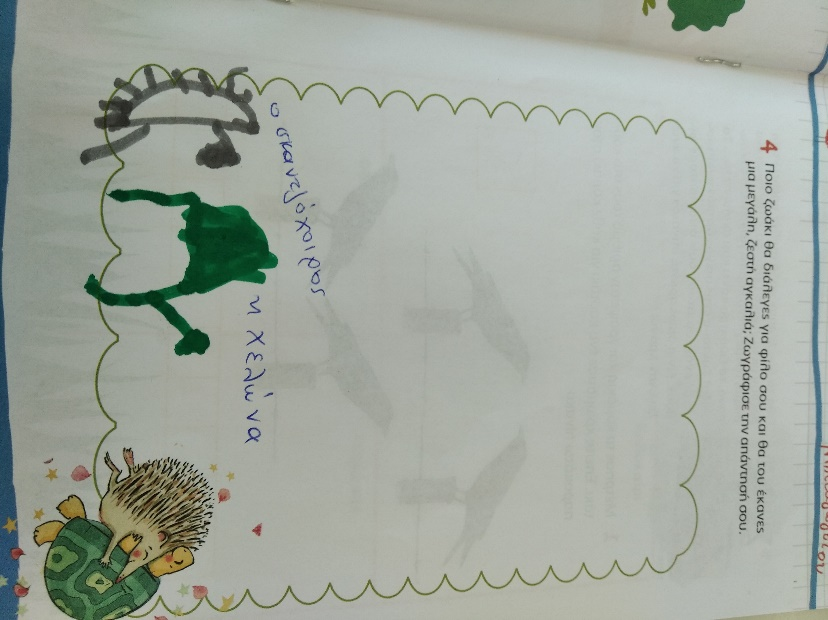 4 Ποιο ζωάκι θα διάλεγες για φίλο σου και θα του έκανες
μια μεγάλη, ζεστή αγκαλιά; Ζωγράφισε την απάντησή σου.
ο σκαντζόχοιρος
η χελώνα